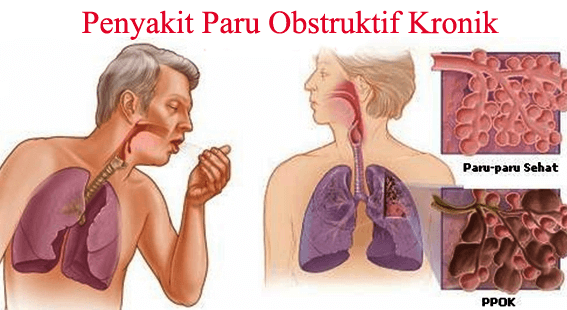 Penyakit Paru Obstruktif Kronik
Paru-paru Sehat
PPOK